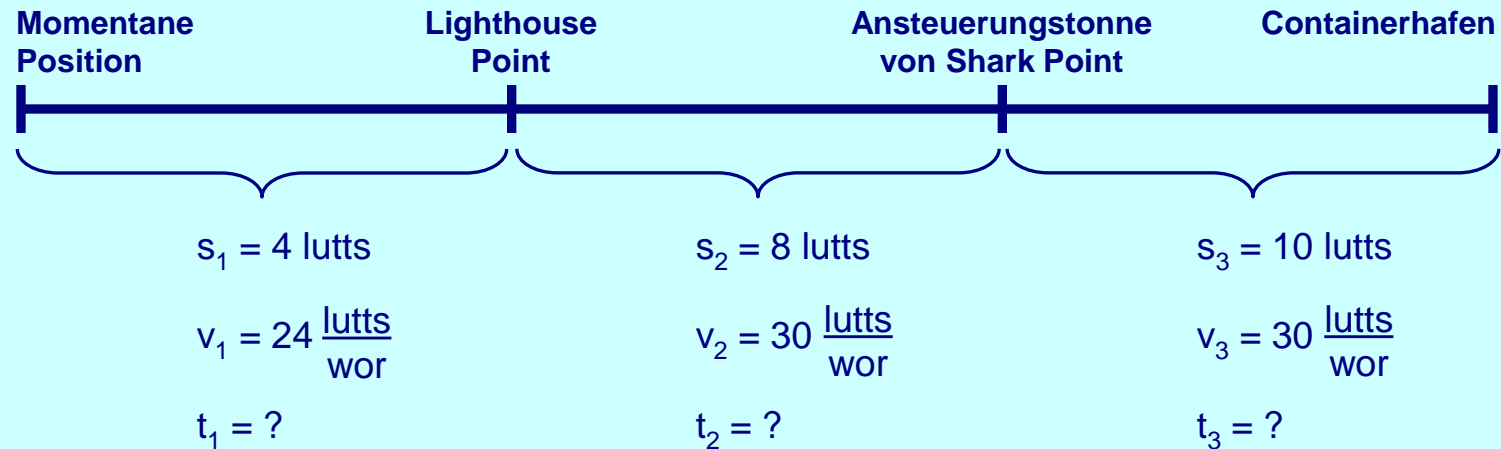 Momentane Position
Lighthouse Point
Ansteuerungstonne von Shark Point
Containerhafen
s₁ = 4 lutts
s₂ = 8 lutts
s₃ = 10 lutts
v₁ = 24 lutts/wor
v₂ = 30 lutts/wor
v₃ = 30 lutts/wor
t₁ = ?
t₂ = ?
t₃ = ?